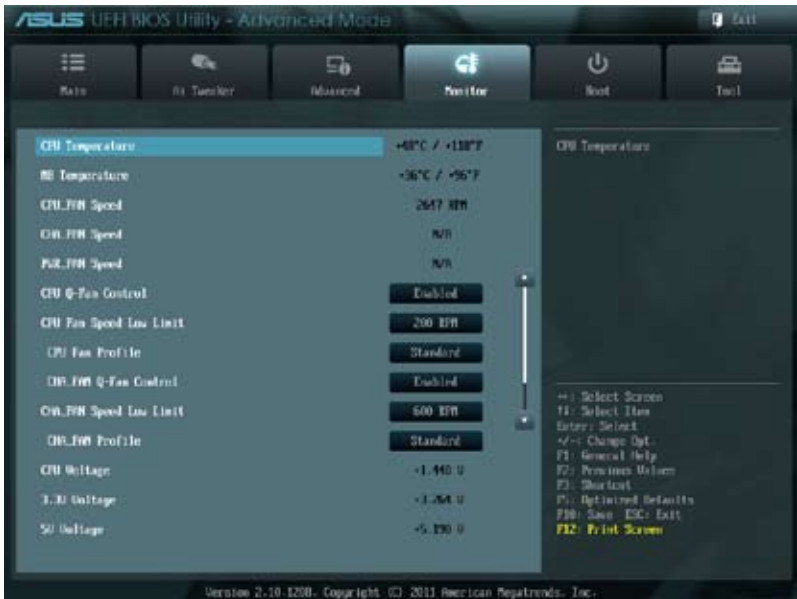 ASUS UEFI BIOS Utility - Advanced Mode
Exit
Main
Ai Tweaker
Advanced
Monitor
Boot
Tool
CPU Temperature
MB Temperature +36°C / +96°F
CPU_FAN Speed 2647 RPM
CHA_FAN Speed N/A
PWR_FAN Speed N/A
CPU Q-Fan Control Enabled
CPU Fan Speed Low Limit 200 RPM
CPU Fan Profile Standard
CHA_FAN Q-Fan Control Enabled
CHA_FAN Speed Low Limit 600 RPM
CHA_FAN Profile Standard
CPU Voltage +1.440 V
3.3V Voltage +3.264 V
5V Voltage +5.190 V
CPU Temperature
Select Screen
Select Item
Enter: Select
+/-: Change Opt.
F1: General Help
F2: Previous Values
F3: Shortcut
F5: Optimized Defaults
F10: Save ESC: Exit
F12: Print Screen
Version 2.10.1208. Copyright (C) 2011 American Megatrends, Inc.